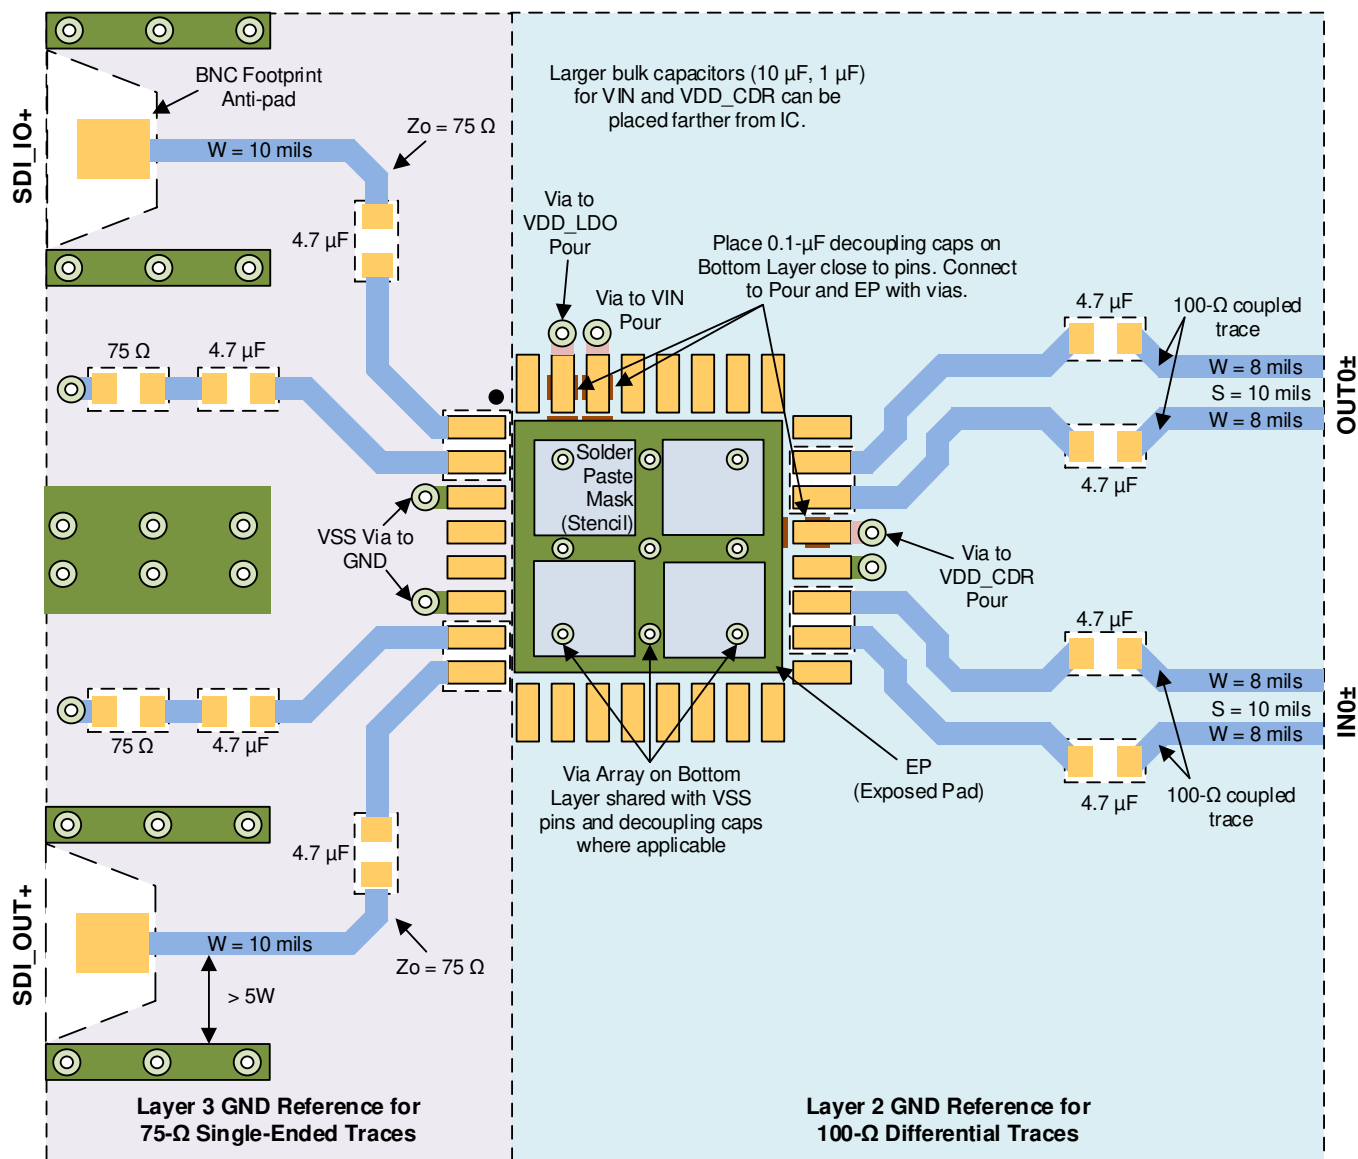 BNC Footprint
Anti-pad
SDI_IO+
W = 10 mils
Zo = 75 Ω
4.7 µF
Larger bulk capacitors (10 µF, 1 µF)
for VIN and VDD_CDR can be
placed farther from IC.
Via to
VDD_LDO
Pour
Via to VIN
Pour
Place 0.1-µF decoupling caps on
Bottom Layer close to pins. Connect
to Pour and EP with vias.
4.7 µF
100-Ω coupled
trace
W = 8 mils
S = 10 mils
W = 8 mils
OUT0±
4.7 µF
75 Ω
4.7 µF
Solder
Paste
Mask
(Stencil)
VSS Via to
GND
Via to
VDD_CDR
Pour
4.7 µF
W = 8 mils
S = 10 mils
W = 8 mils
IN0±
4.7 µF
100-Ω coupled
trace
75 Ω
4.7 µF
EP
(Exposed Pad)
Via Array on Bottom
Layer shared with VSS
pins and decoupling caps
where applicable
4.7 µF
SDI_OUT+
W = 10 mils
Zo = 75 Ω
> 5W
Layer 3 GND Reference for
75-Ω Single-Ended Traces
Layer 2 GND Reference for
100-Ω Differential Traces